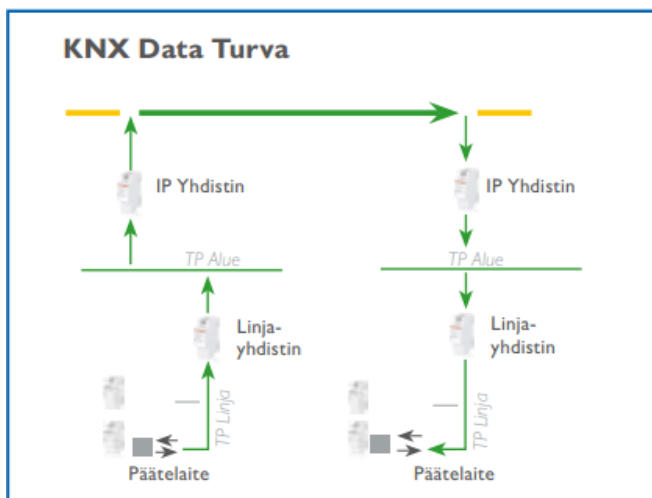 KNX Data Turva
IP Yhdistin
IP Yhdistin
TP Alue
TP Alue
Linja-
yhdistin
Linja-
yhdistin
TP Linja
TP Linja
Päätelaite
Päätelaite